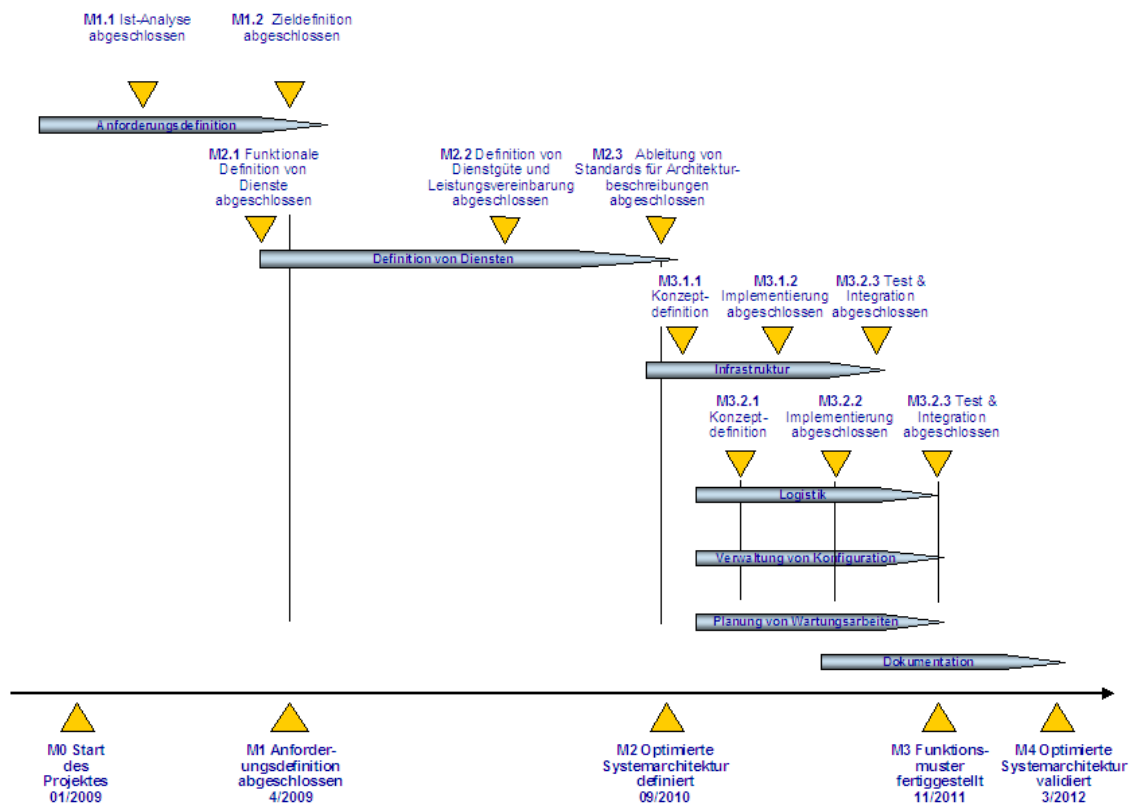 M1.1 Ist-Analyse
abgeschlossen
M1.2 Zieldefinition
abgeschlossen
Anforderungsdefinition
M2.1 Funktionale
Definition von
Dienste
abgeschlossen
M2.2 Definition von
Dienstgüte und
Leistungsvereinbarung
abgeschlossen
M2.3 Ableitung von
Standards für Architektur-
beschreibungen
abgeschlossen
Definition von Diensten
M3.1.1
Konzept-
definition
M3.1.2
Implementierung
abgeschlossen
M3.2.3 Test &
Integration
abgeschlossen
Infrastruktur
M3.2.1
Konzept-
definition
M3.2.2
Implementierung
abgeschlossen
M3.2.3 Test &
Integration
abgeschlossen
Logistik
Verwaltung von Konfiguration
Planung von Wartungsarbeiten
Dokumentation
M0 Start
des
Projektes
01/2009
M1 Anforder-
ungsdefinition
abgeschlossen
4/2009
M2 Optimierte
Systemarchitektur
definiert
09/2010
M3 Funktions-
muster
fertiggestellt
11/2011
M4 Optimierte
Systemarchitektur
validiert
3/2012